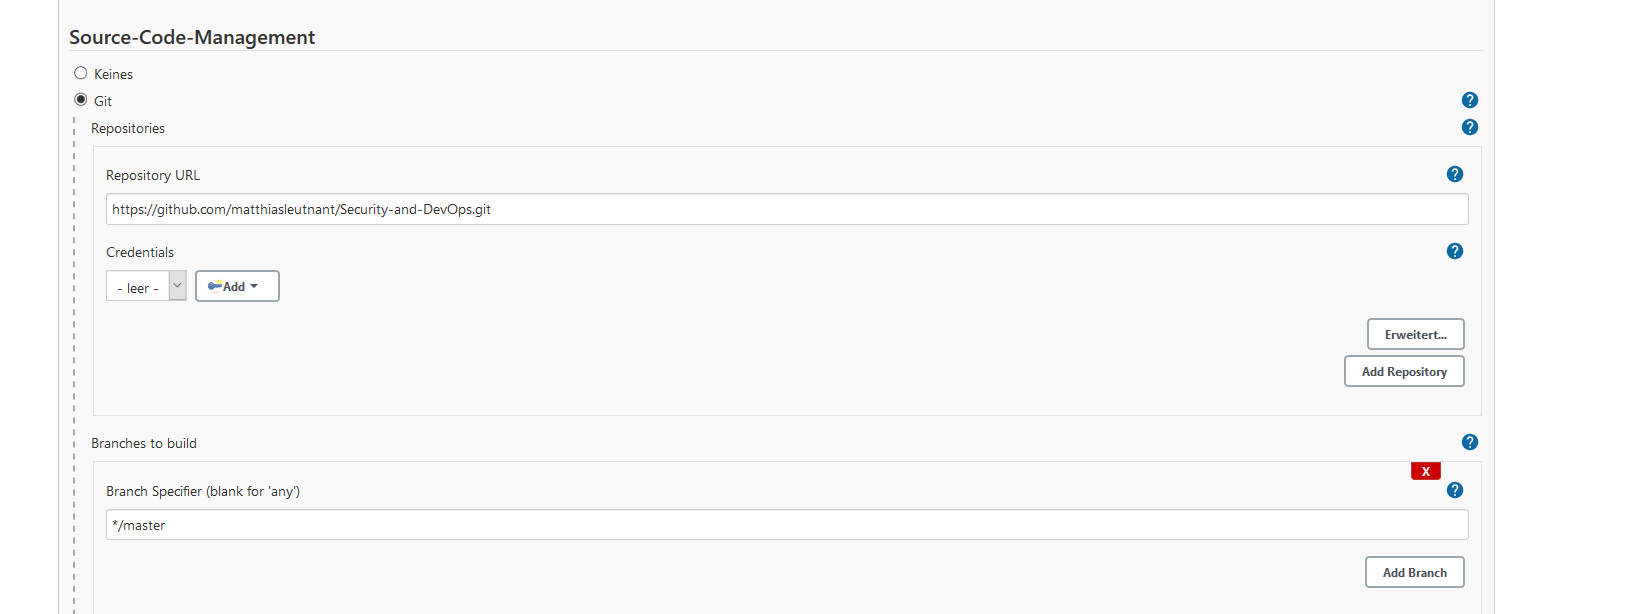 Source-Code-Management
Keines
Git
?
Repositories
?
Repository URL
?
https://github.com/matthiasleutnant/Security-and-DevOps.git
Credentials
?
- leer -
Add
Erweitert...
Add Repository
Branches to build
?
X
Branch Specifier (blank for 'any')
?
*/master
Add Branch